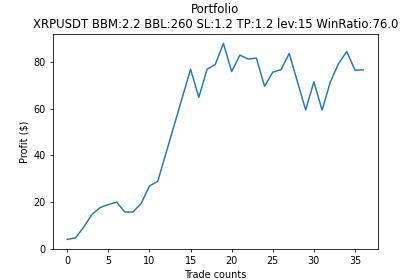 Portfolio
XRPUSDT BBM:2.2 BBL:260 SL:1.2 TP:1.2 lev:15 WinRatio:76.0
80
60
40
20
0
Profit ($)
0 5 10 15 20 25 30 35
Trade counts